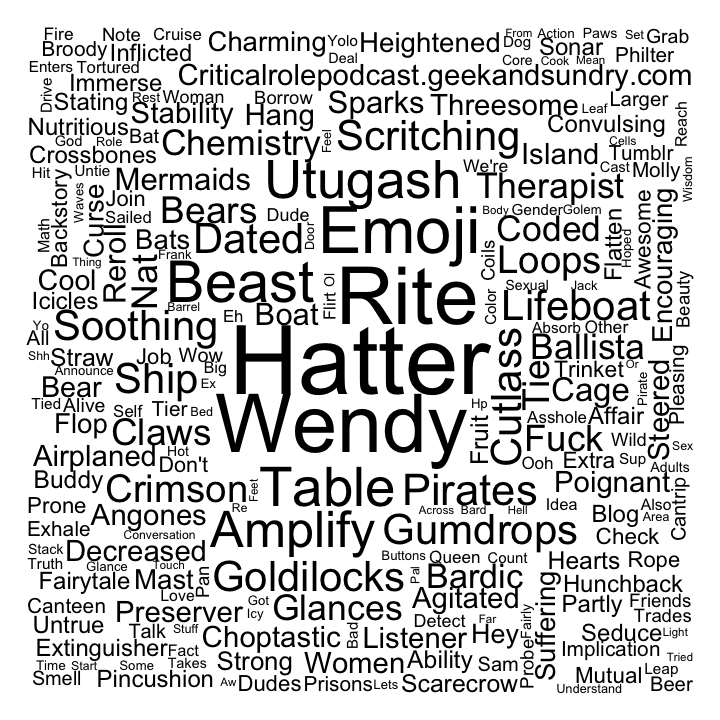 Fire
Note
Cruise
Charming
Yolo
Heightened
From
Action
Paws
Set
Grab
Broody
Inflicted
Deal
Dog
Sonar
Core
Cook
Mean
Philter
Enters
Tortured
Immerse
Criticalrolepodcast.geekandsundry.com
Drive
Stating
Rest
Woman
Borrow
Sparks
Threesome
Leaf
Larger
Stability
Hang
Nutritious
Bat
Chemistry
Feel
Scritching
Convulsing
Reach
God
Role
Cells
Crossbones
Island
Tumblr
Hit
Untie
Mermaids
Utugash
We're
Therapist
Cast
Molly
Wisdom
Backstory
Waves
Curse
Join
Sailed
Bears
Dude
Emoji
Body
Gender
Golem
Coded
Flatten
Hoped
Awesome
Encouraging
Math
Bats
Dated
Door
Thing
Reroll
Nat
Frank
Beast
Rite
Coils
Loops
Cool
Icicles
Barrel
Boat
Flirt
Ol
Color
Sexual
Jack
Lifeboat
Beauty
Yo
All
Soothing
Eh
Hatter
Absorb
Other
Shh
Straw
Job
Wow
Cutlass
Ballista
Announce
Big
Tie
Trinket
Or
Bear
Ship
Ex
Cage
Pirate
Steered
Pleasing
Tied
Alive
Self
Tier
Bed
Wendy
Hp
Fruit
Asshole
Affair
Flop
Claws
Fuck
Wild
Sex
Airplaned
Hot
Don't
Ooh
Extra
Sup
Adults
Buddy
Crimson
Feet
Table
Pirates
Poignant
Cantrip
Prone
Angones
Re
Across
Bard
Hell
Idea
Blog
Also
Area
Exhale
Conversation
Amplify
Gumdrops
Check
Stack
Decreased
Truth
Glance
Touch
Buttons
Queen
Count
Hearts
Rope
Fairytale
Mast
Pan
Goldilocks
Pal
Bardic
Suffering
Hunchback
Love
Canteen
Preserver
Got
Icy
Glances
Agitated
Partly
Friends
Trades
Untrue
Talk
Stuff
Choptastic
Bad
Listener
Detect
Far
Hey
Fairly
Probe
Seduce
Light
Extinguisher
Fact
Implication
Time
Start
Some
Takes
Strong
Women
Ability
Sam
Tried
Smell
Pincushion
Aw
Dudes
Prisons
Lets
Scarecrow
Mutual
Leap
Understand
Beer